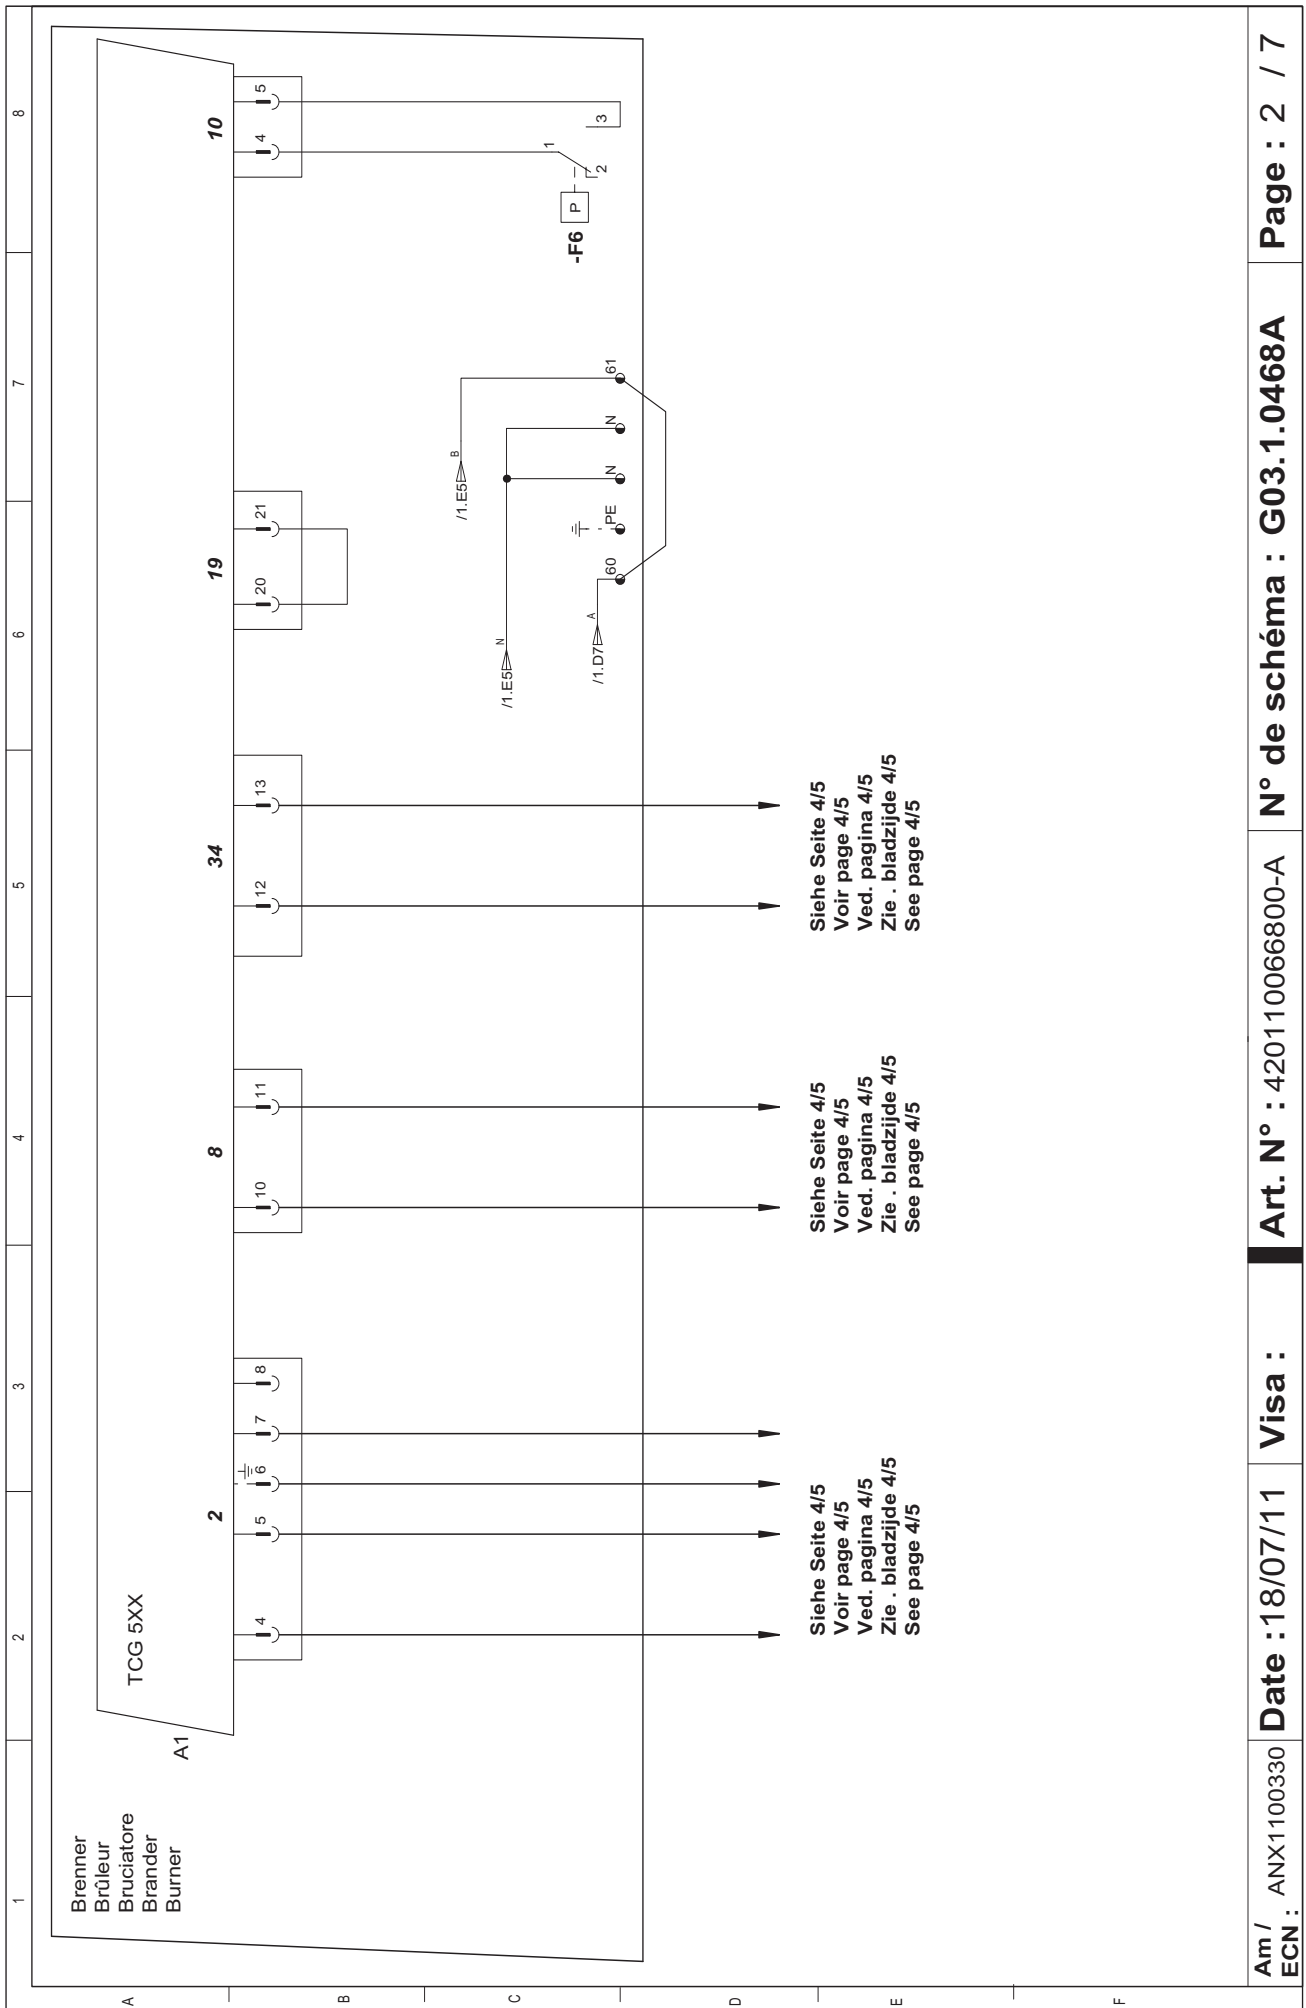 1 2 3 4 5 6 7 8
A
B
C
D
E
F
Brenner
Brûleur
Bruciatore
Brander
Burner
A1
TCG 5XX
2
4 5 6 7 8
8
10 11
34
12 13
19
20 21
10
4 5
/1.E5 N
/1.E5 B
/1.D7 A
60 PE N N 61
-F6
P
1
2
3
Siehe Seite 4/5
Voir page 4/5
Ved. pagina 4/5
Zie . bladzijde 4/5
See page 4/5
Siehe Seite 4/5
Voir page 4/5
Ved. pagina 4/5
Zie . bladzijde 4/5
See page 4/5
Siehe Seite 4/5
Voir page 4/5
Ved. pagina 4/5
Zie . bladzijde 4/5
See page 4/5
Am / ECN : ANX1100330
Date :18/07/11
Visa :
Art. N° : 420110066800-A
N° de schéma : G03.1.0468A
Page : 2 / 7